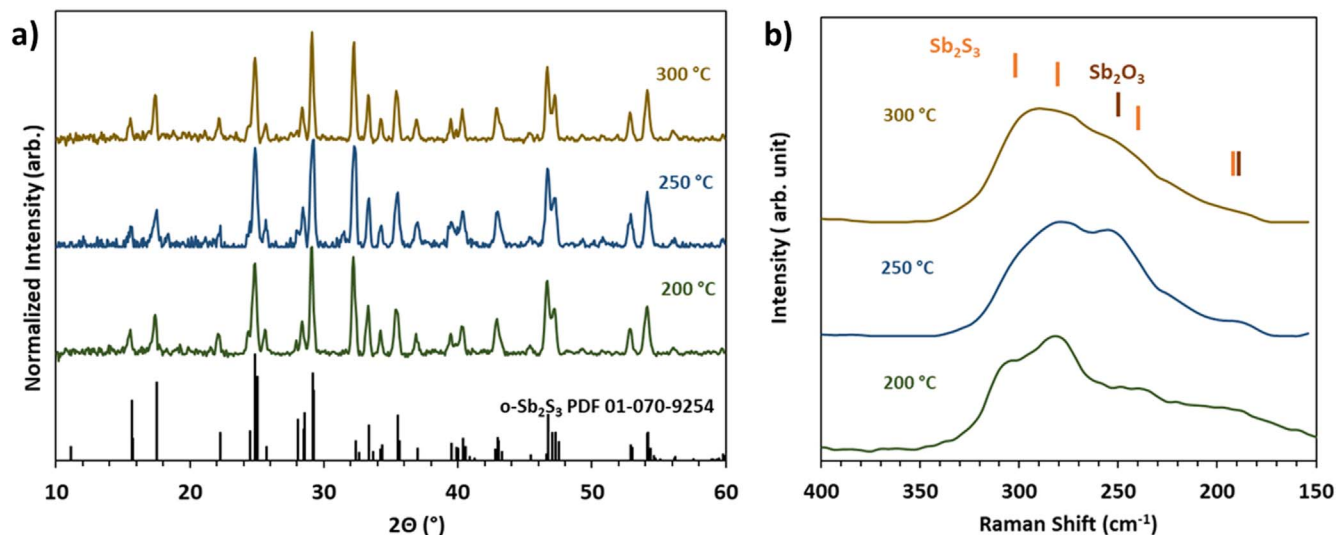 a)
Normalized Intensity (arb.)
300 °C
250 °C
200 °C
o-Sb₂S₃ PDF 01-070-9254
10 20 30 40 50 60
2Θ (°)
b)
Intensity ( arb. unit)
Sb₂S₃
Sb₂O₃
300 °C
250 °C
200 °C
400 350 300 250 200 150
Raman Shift (cm⁻¹)